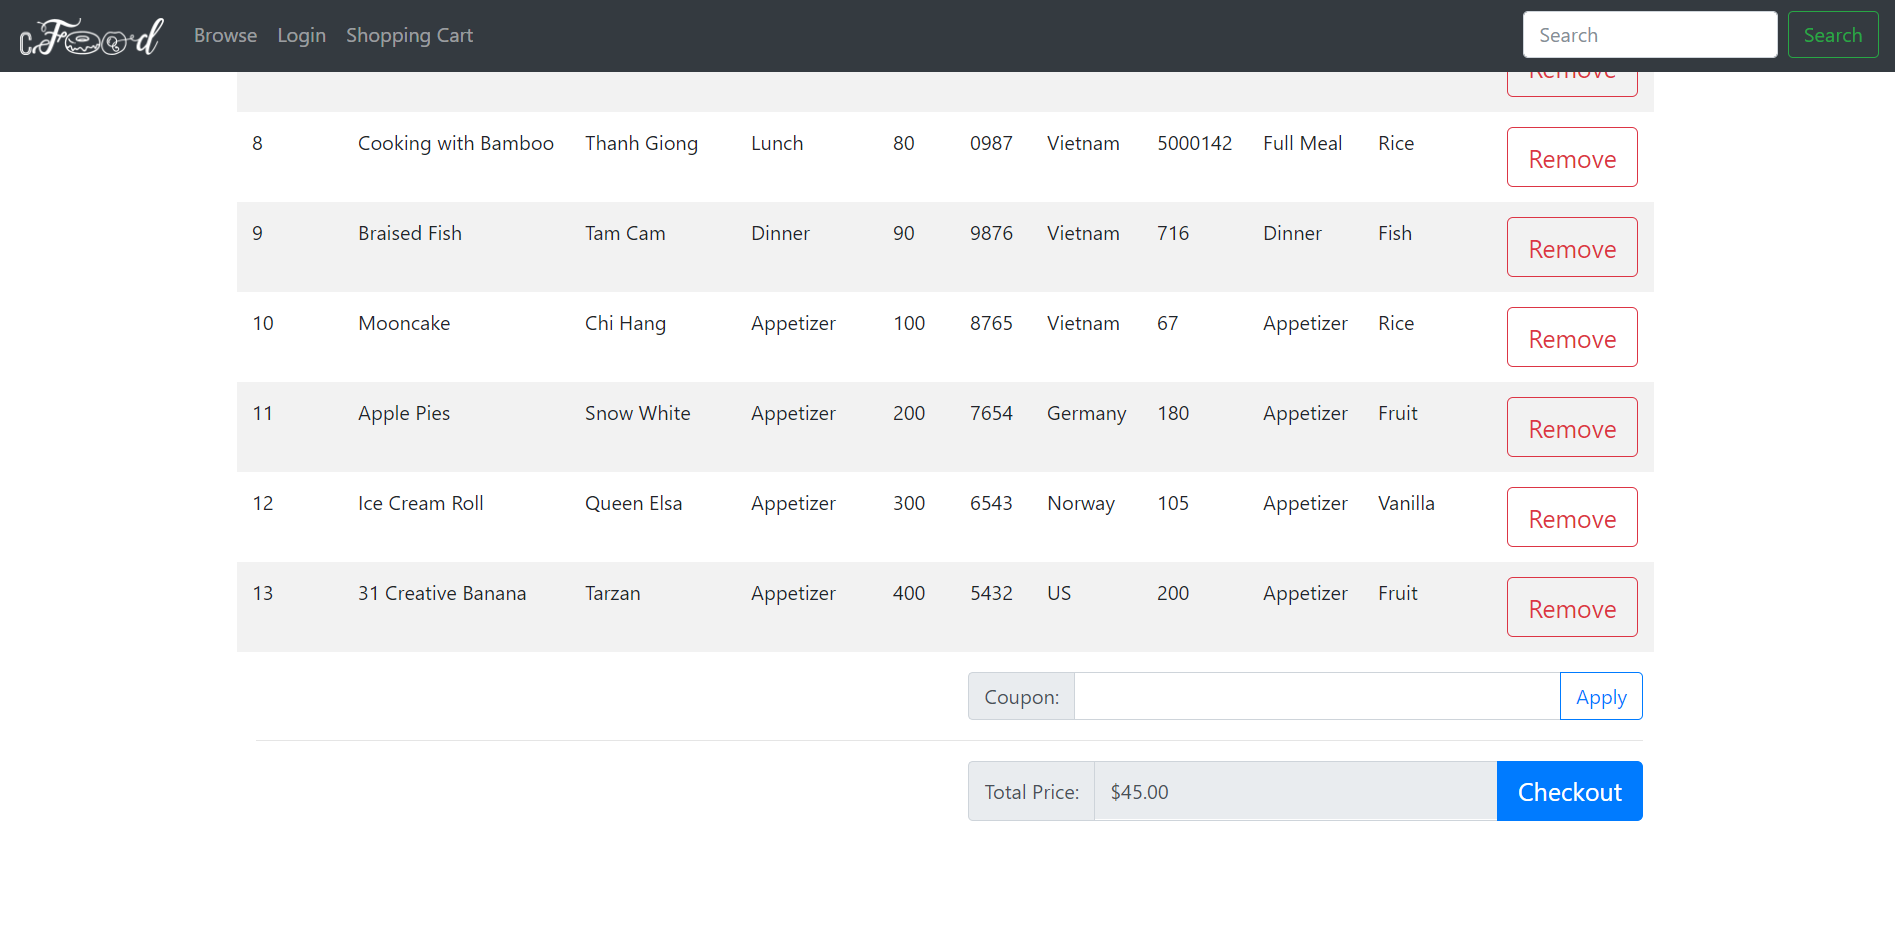 CreFood Browse Login Shopping Cart Search Search
Remove
8 Cooking with Bamboo Thanh Giong Lunch 80 0987 Vietnam 5000142 Full Meal Rice Remove
9 Braised Fish Tam Cam Dinner 90 9876 Vietnam 716 Dinner Fish Remove
10 Mooncake Chi Hang Appetizer 100 8765 Vietnam 67 Appetizer Rice Remove
11 Apple Pies Snow White Appetizer 200 7654 Germany 180 Appetizer Fruit Remove
12 Ice Cream Roll Queen Elsa Appetizer 300 6543 Norway 105 Appetizer Vanilla Remove
13 31 Creative Banana Tarzan Appetizer 400 5432 US 200 Appetizer Fruit Remove
Coupon: Apply
Total Price: $45.00 Checkout